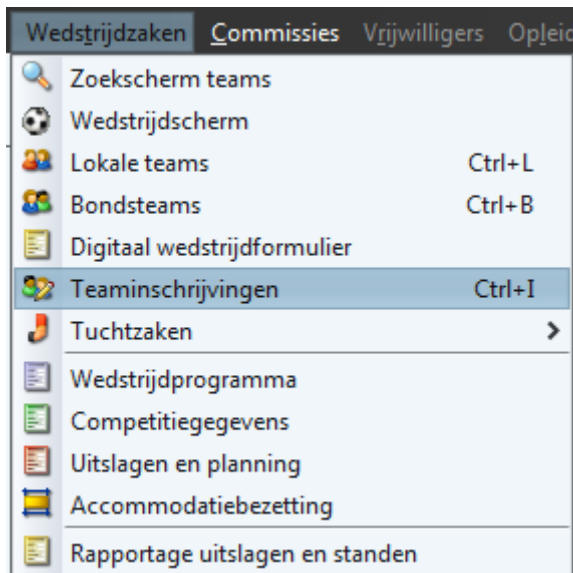 Wedstrijdzaken Commissies Vrijwilligers
Zoekscherm teams
Wedstrijdscherm
Lokale teams Ctrl+L
Bondsteams Ctrl+B
Digitaal wedstrijdformulier
Teaminschrijvingen Ctrl+I
Tuchtzaken
Wedstrijdprogramma
Competitiegegevens
Uitslagen en planning
Accommodatiebezetting
Rapportage uitslagen en standen